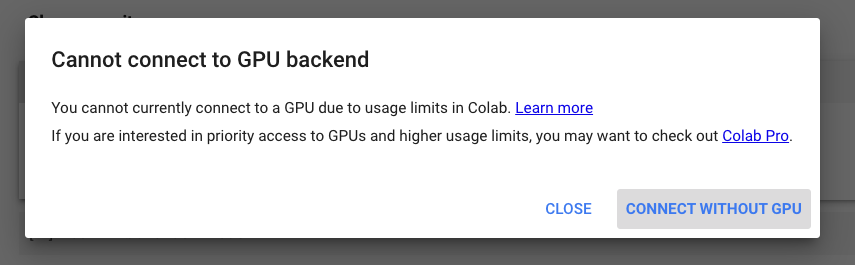 Cannot connect to GPU backend
You cannot currently connect to a GPU due to usage limits in Colab. Learn more
If you are interested in priority access to GPUs and higher usage limits, you may want to check out Colab Pro.
CLOSE CONNECT WITHOUT GPU